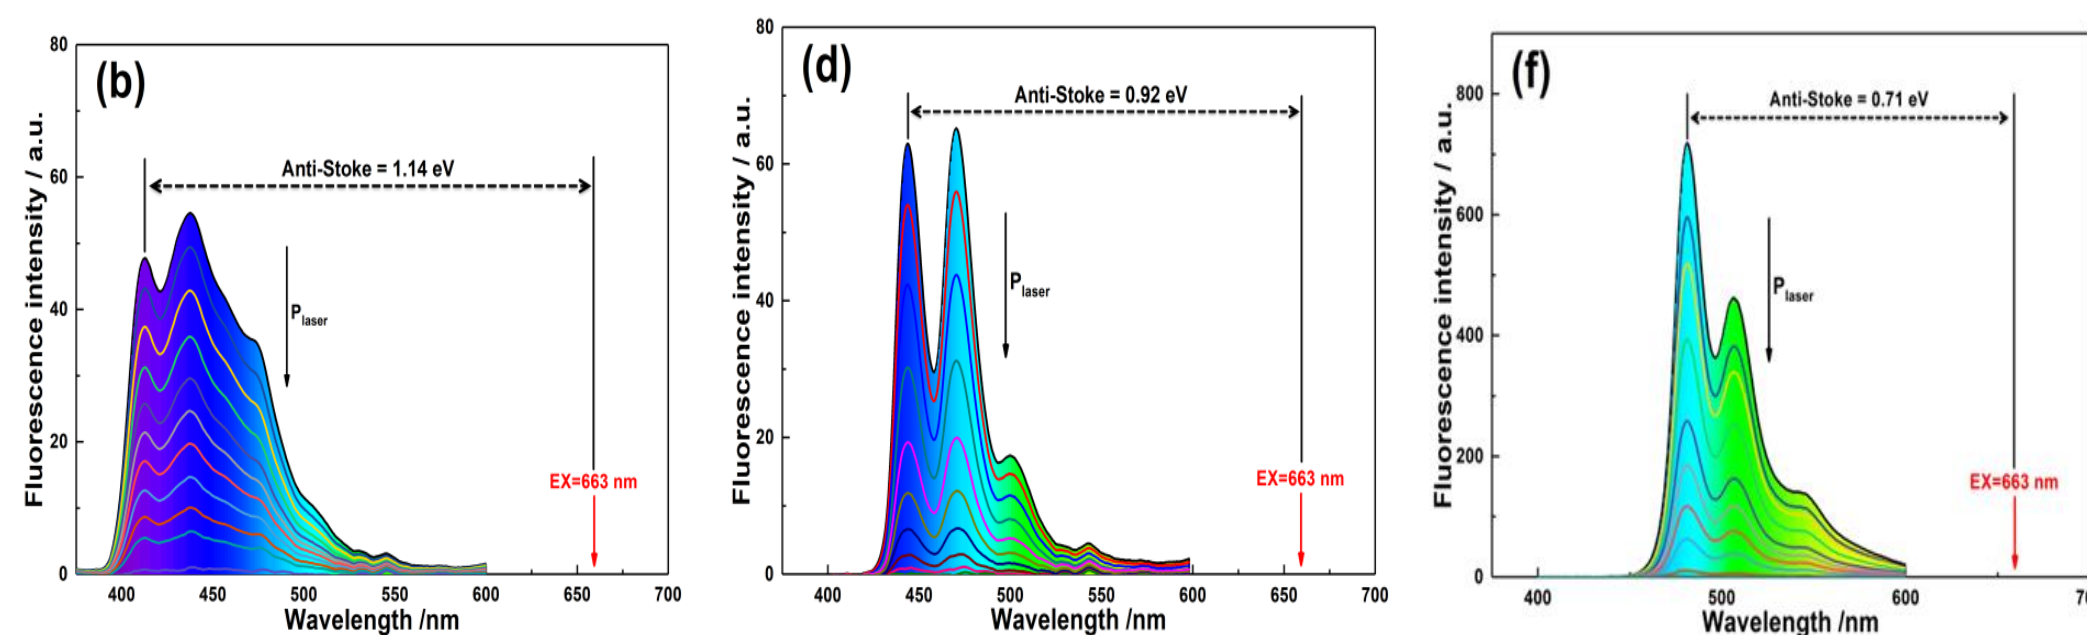 (b)
Fluorescence intensity / a.u.
80
60
40
20
0
Anti-Stoke = 1.14 eV
Plaser
EX=663 nm
400 450 500 550 600 650 700
Wavelength /nm
(d)
Fluorescence intensity / a.u.
80
60
40
20
0
Anti-Stoke = 0.92 eV
Plaser
EX=663 nm
400 450 500 550 600 650 700
Wavelength /nm
(f)
Fluorescence intensity / a.u.
800
600
400
200
0
Anti-Stoke = 0.71 eV
Plaser
EX=663 nm
400 500 600
Wavelength /nm